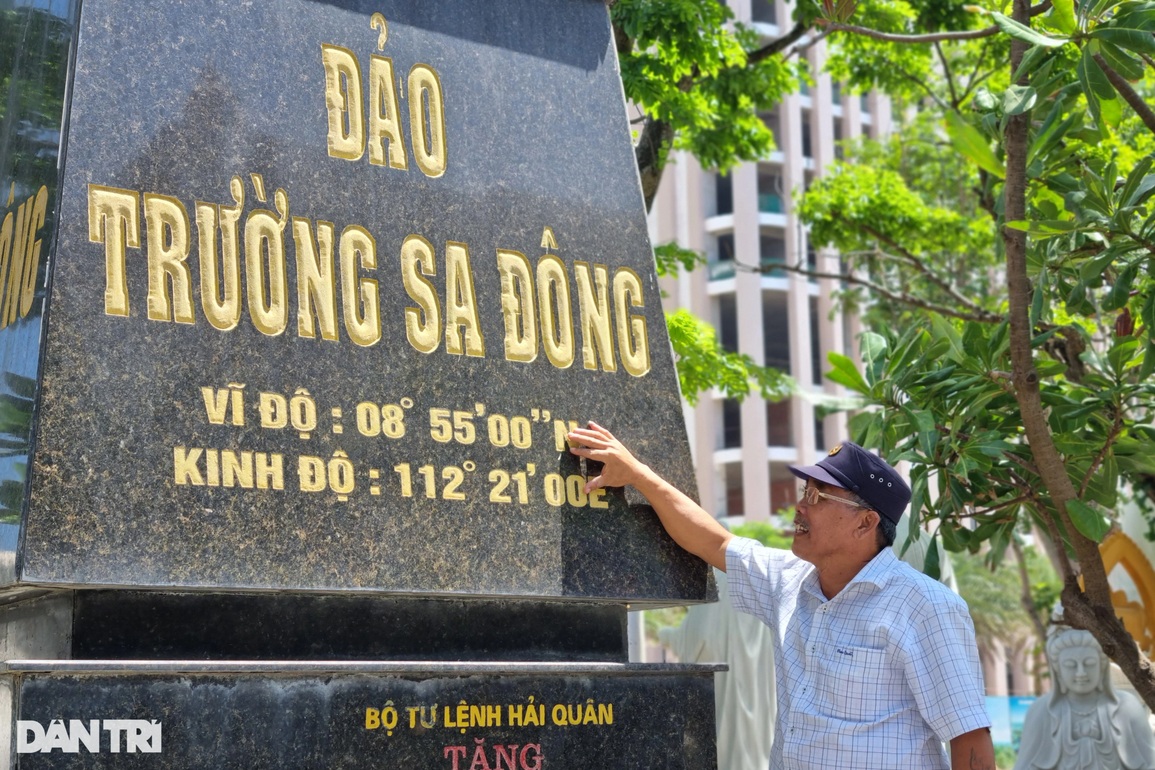 ĐẢO
TRƯỜNG SA ĐÔNG
VĨ ĐỘ : 08° 55'00"N
KINH ĐỘ : 112° 21'00E
BỘ TƯ LỆNH HẢI QUÂN
TẶNG
DÂN TRÍ